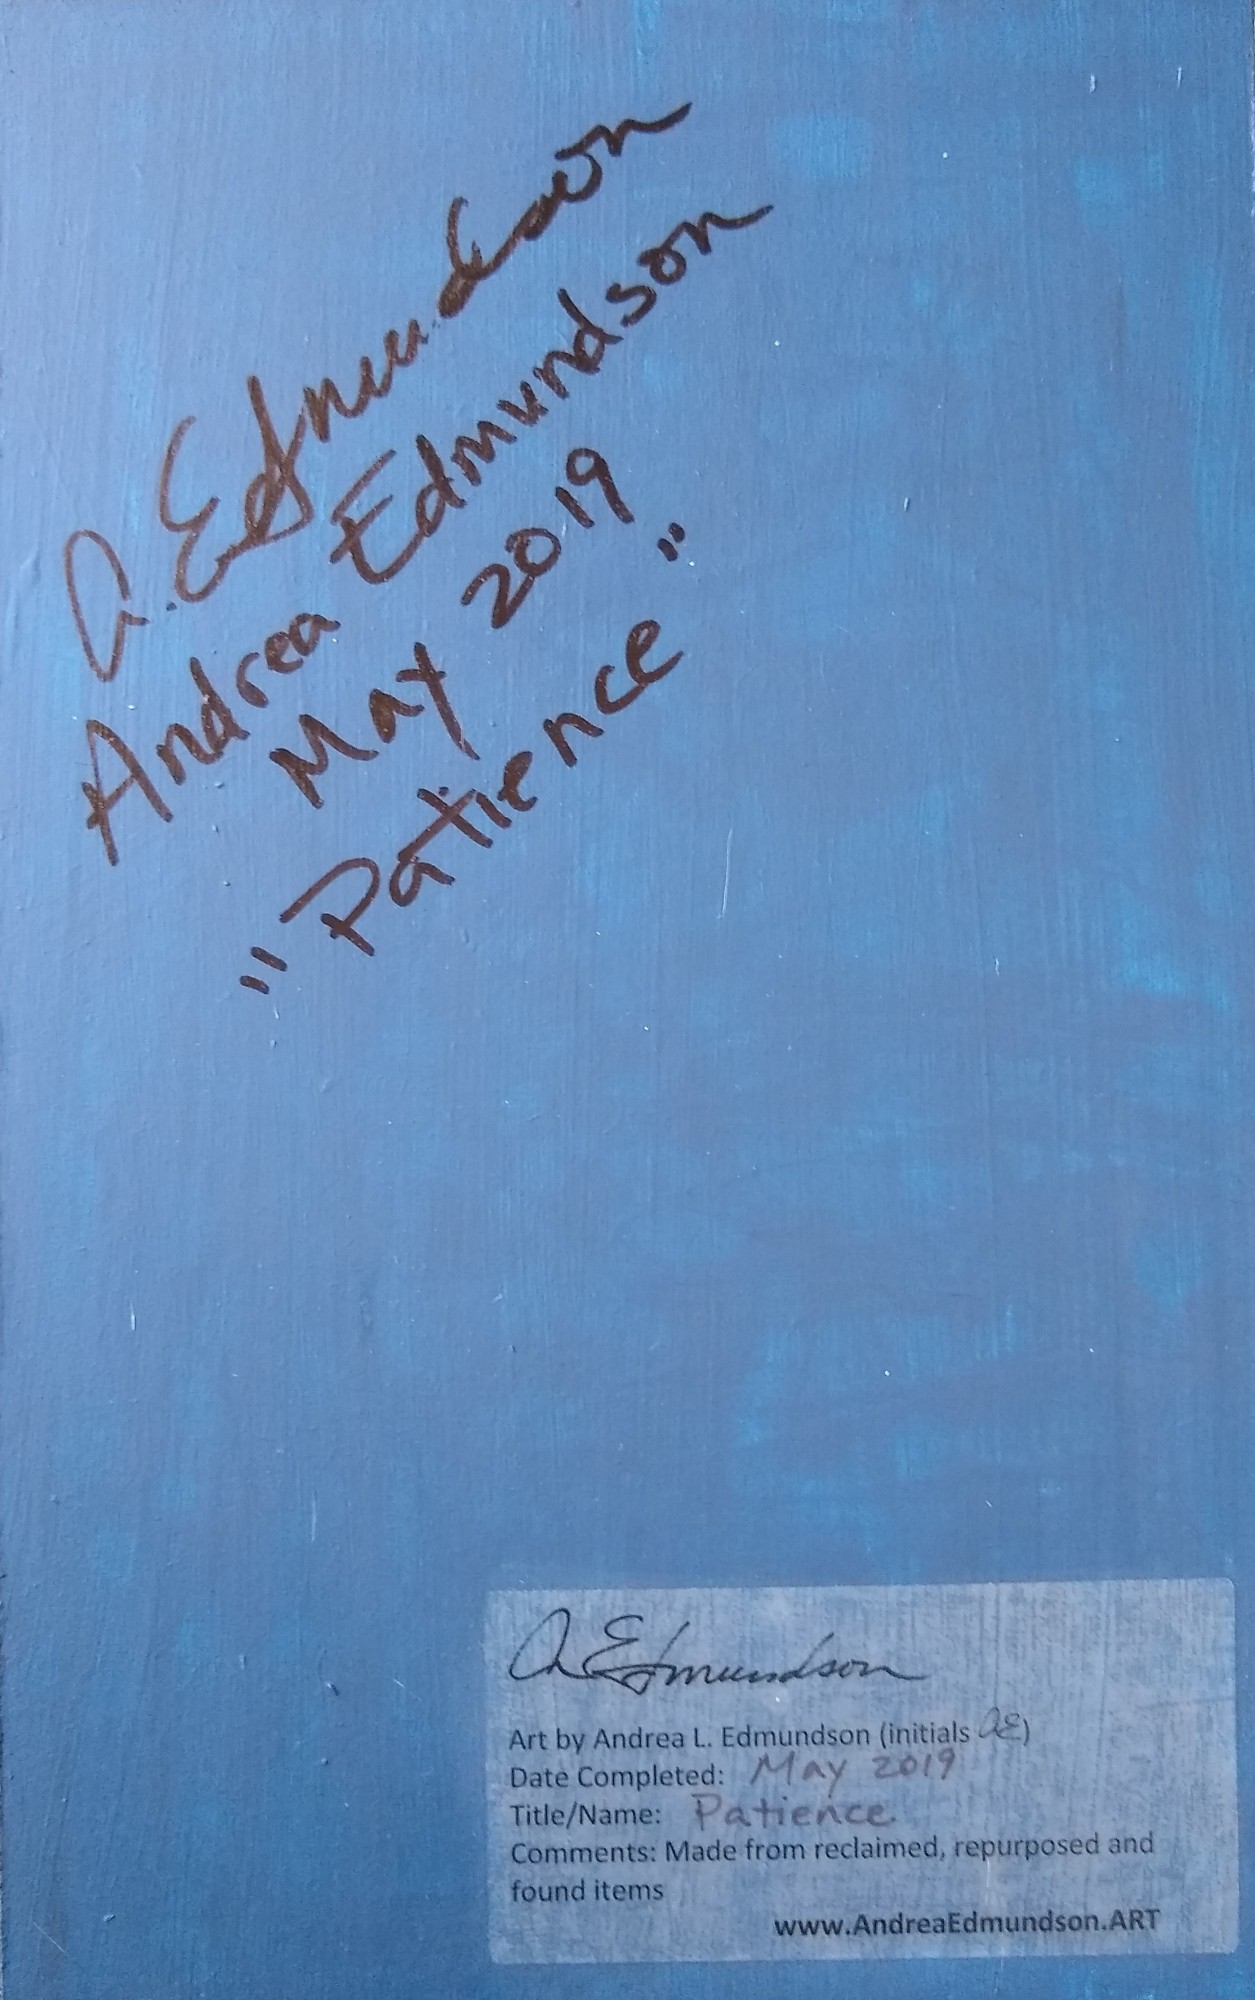 A. Edmundson
Andrea Edmundson
May 2019
"Patience"
A Edmundson
Art by Andrea L. Edmundson (initials AE)
Date Completed: May 2019
Title/Name: Patience
Comments: Made from reclaimed, repurposed and
found items
www.AndreaEdmundson.ART